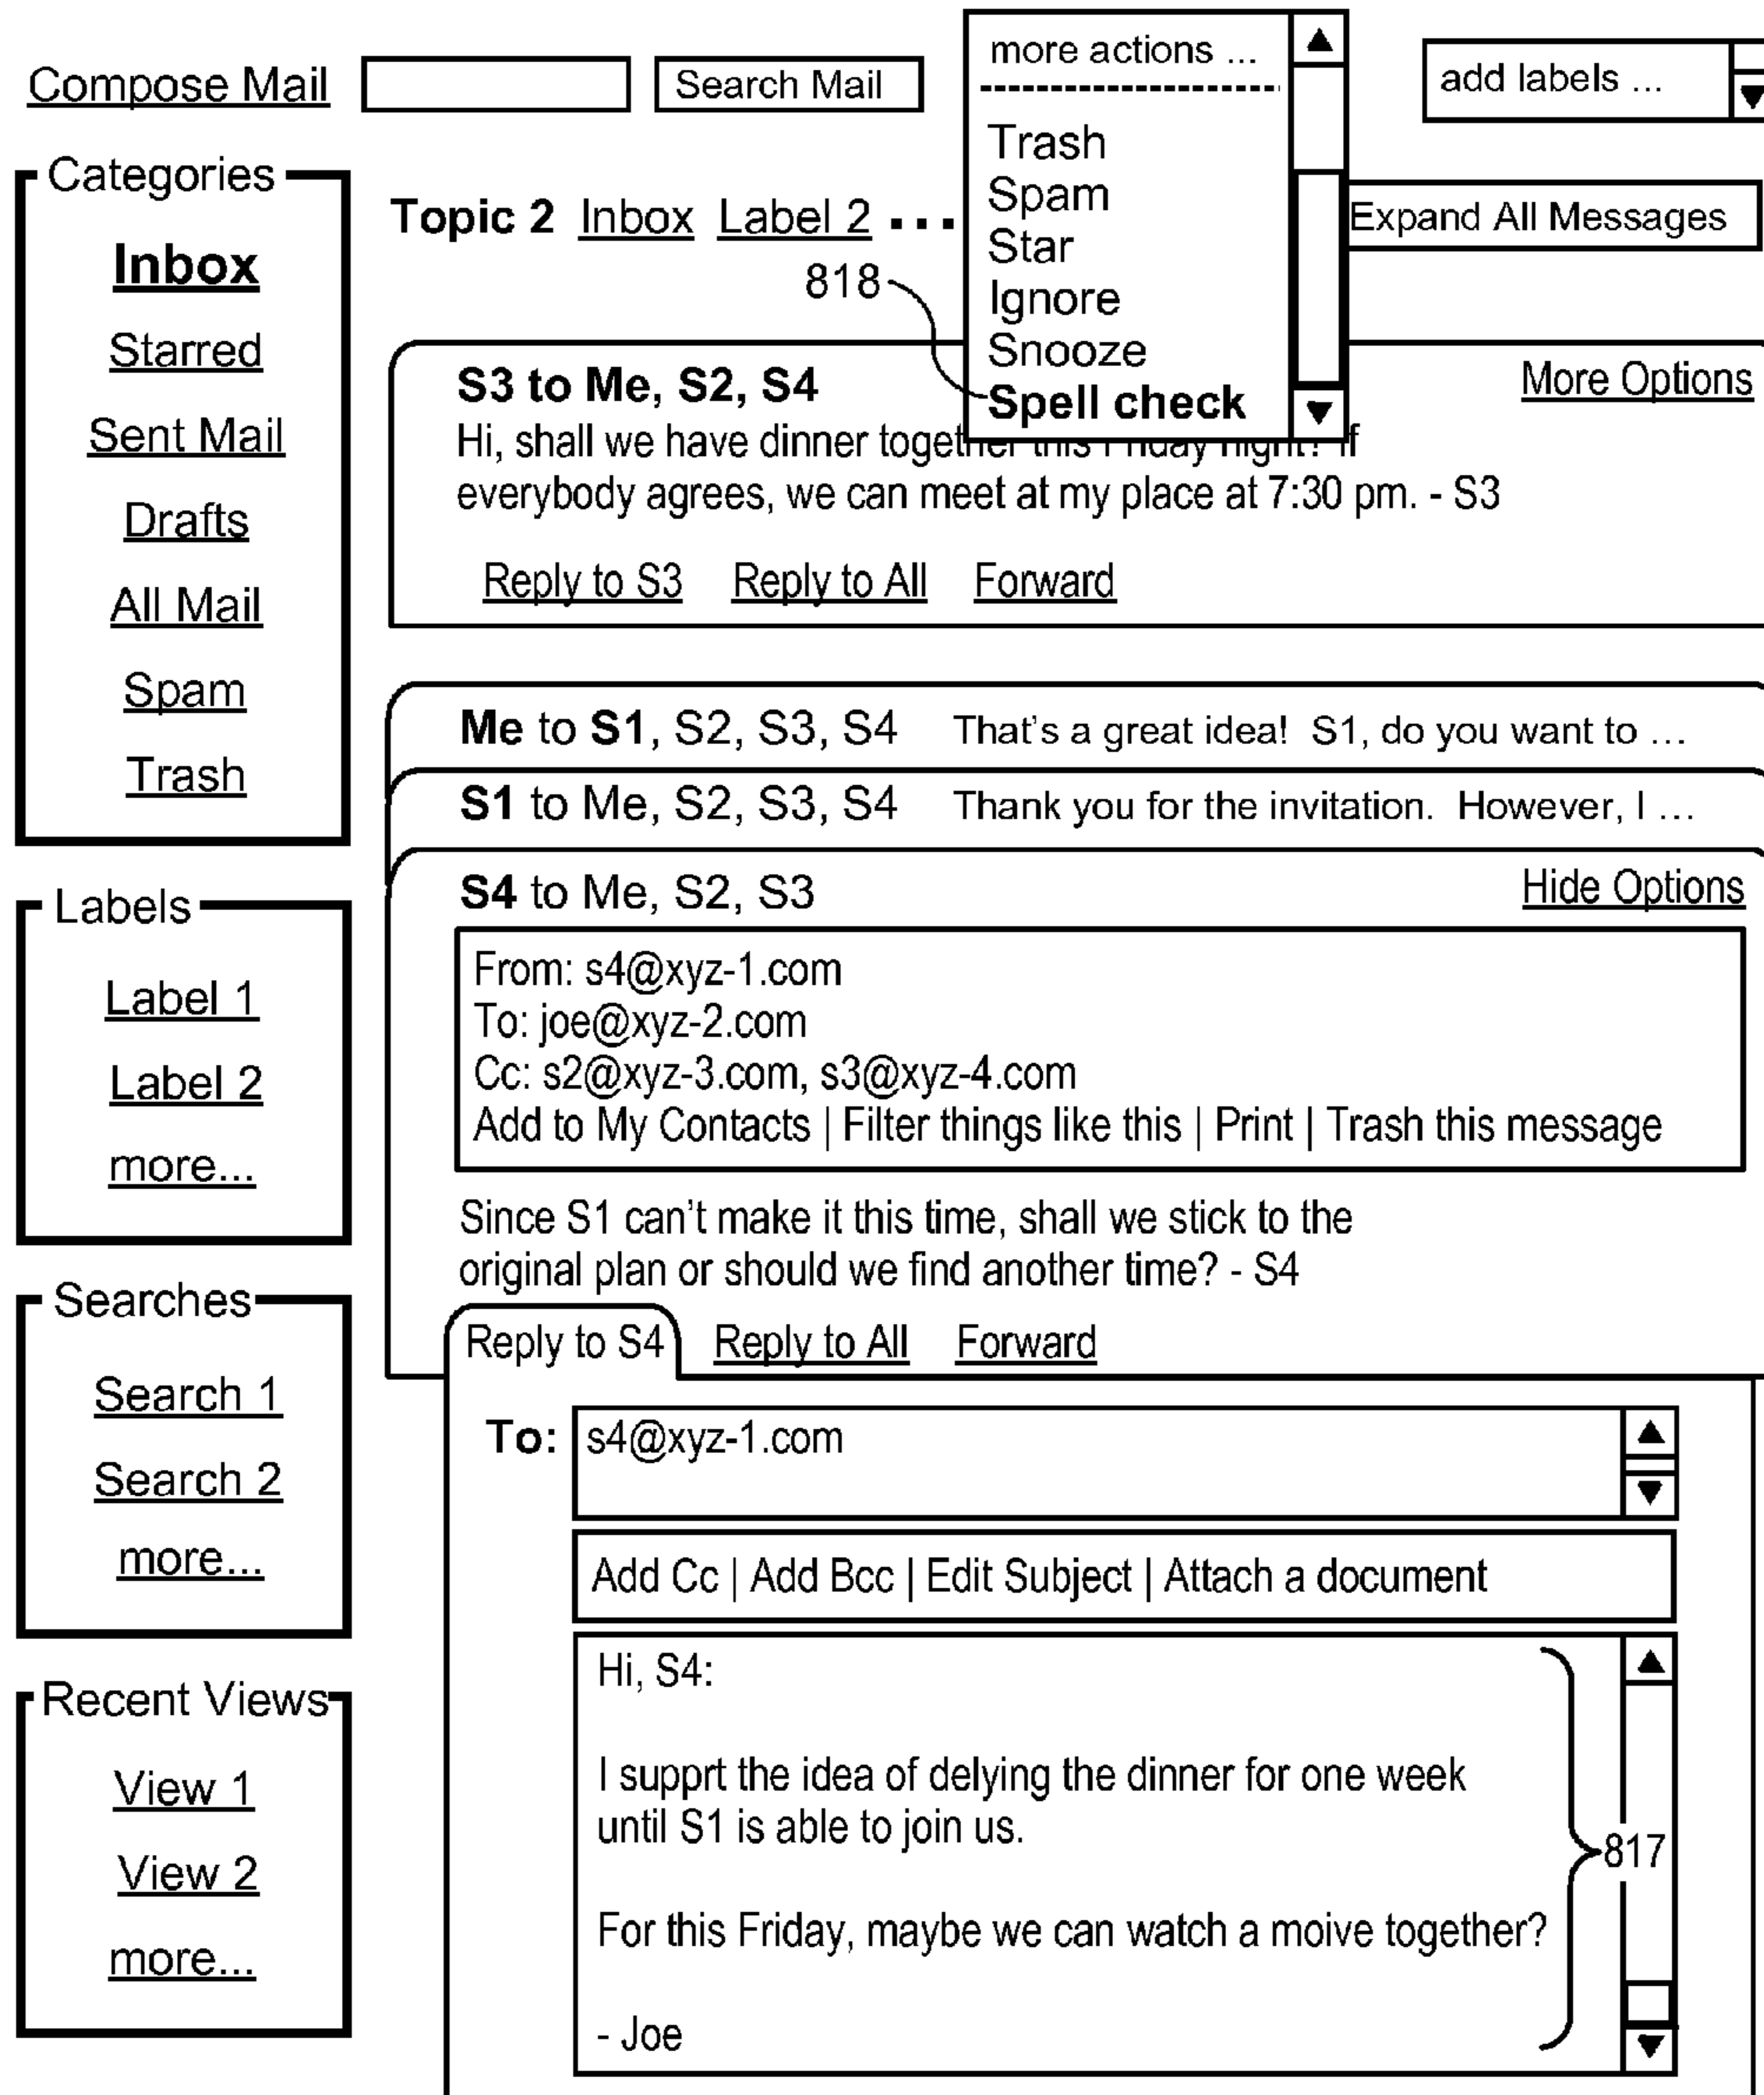 Compose Mail
Search Mail
more actions ...
Trash
Spam
Star
Ignore
Snooze
Spell check
add labels ...
Categories
Inbox
Starred
Sent Mail
Drafts
All Mail
Spam
Trash
Labels
Label 1
Label 2
more...
Searches
Search 1
Search 2
more...
Recent Views
View 1
View 2
more...
Topic 2 Inbox Label 2 ...
Expand All Messages
818
S3 to Me, S2, S4
More Options
Hi, shall we have dinner together this Friday night? If
everybody agrees, we can meet at my place at 7:30 pm. - S3
Reply to S3 Reply to All Forward
Me to S1, S2, S3, S4 That's a great idea! S1, do you want to ...
S1 to Me, S2, S3, S4 Thank you for the invitation. However, I ...
S4 to Me, S2, S3
Hide Options
From: s4@xyz-1.com
To: joe@xyz-2.com
Cc: s2@xyz-3.com, s3@xyz-4.com
Add to My Contacts | Filter things like this | Print | Trash this message
Since S1 can't make it this time, shall we stick to the
original plan or should we find another time? - S4
Reply to S4 Reply to All Forward
To: s4@xyz-1.com
Add Cc | Add Bcc | Edit Subject | Attach a document
Hi, S4:
I supprt the idea of delying the dinner for one week
until S1 is able to join us.
817
For this Friday, maybe we can watch a moive together?
- Joe